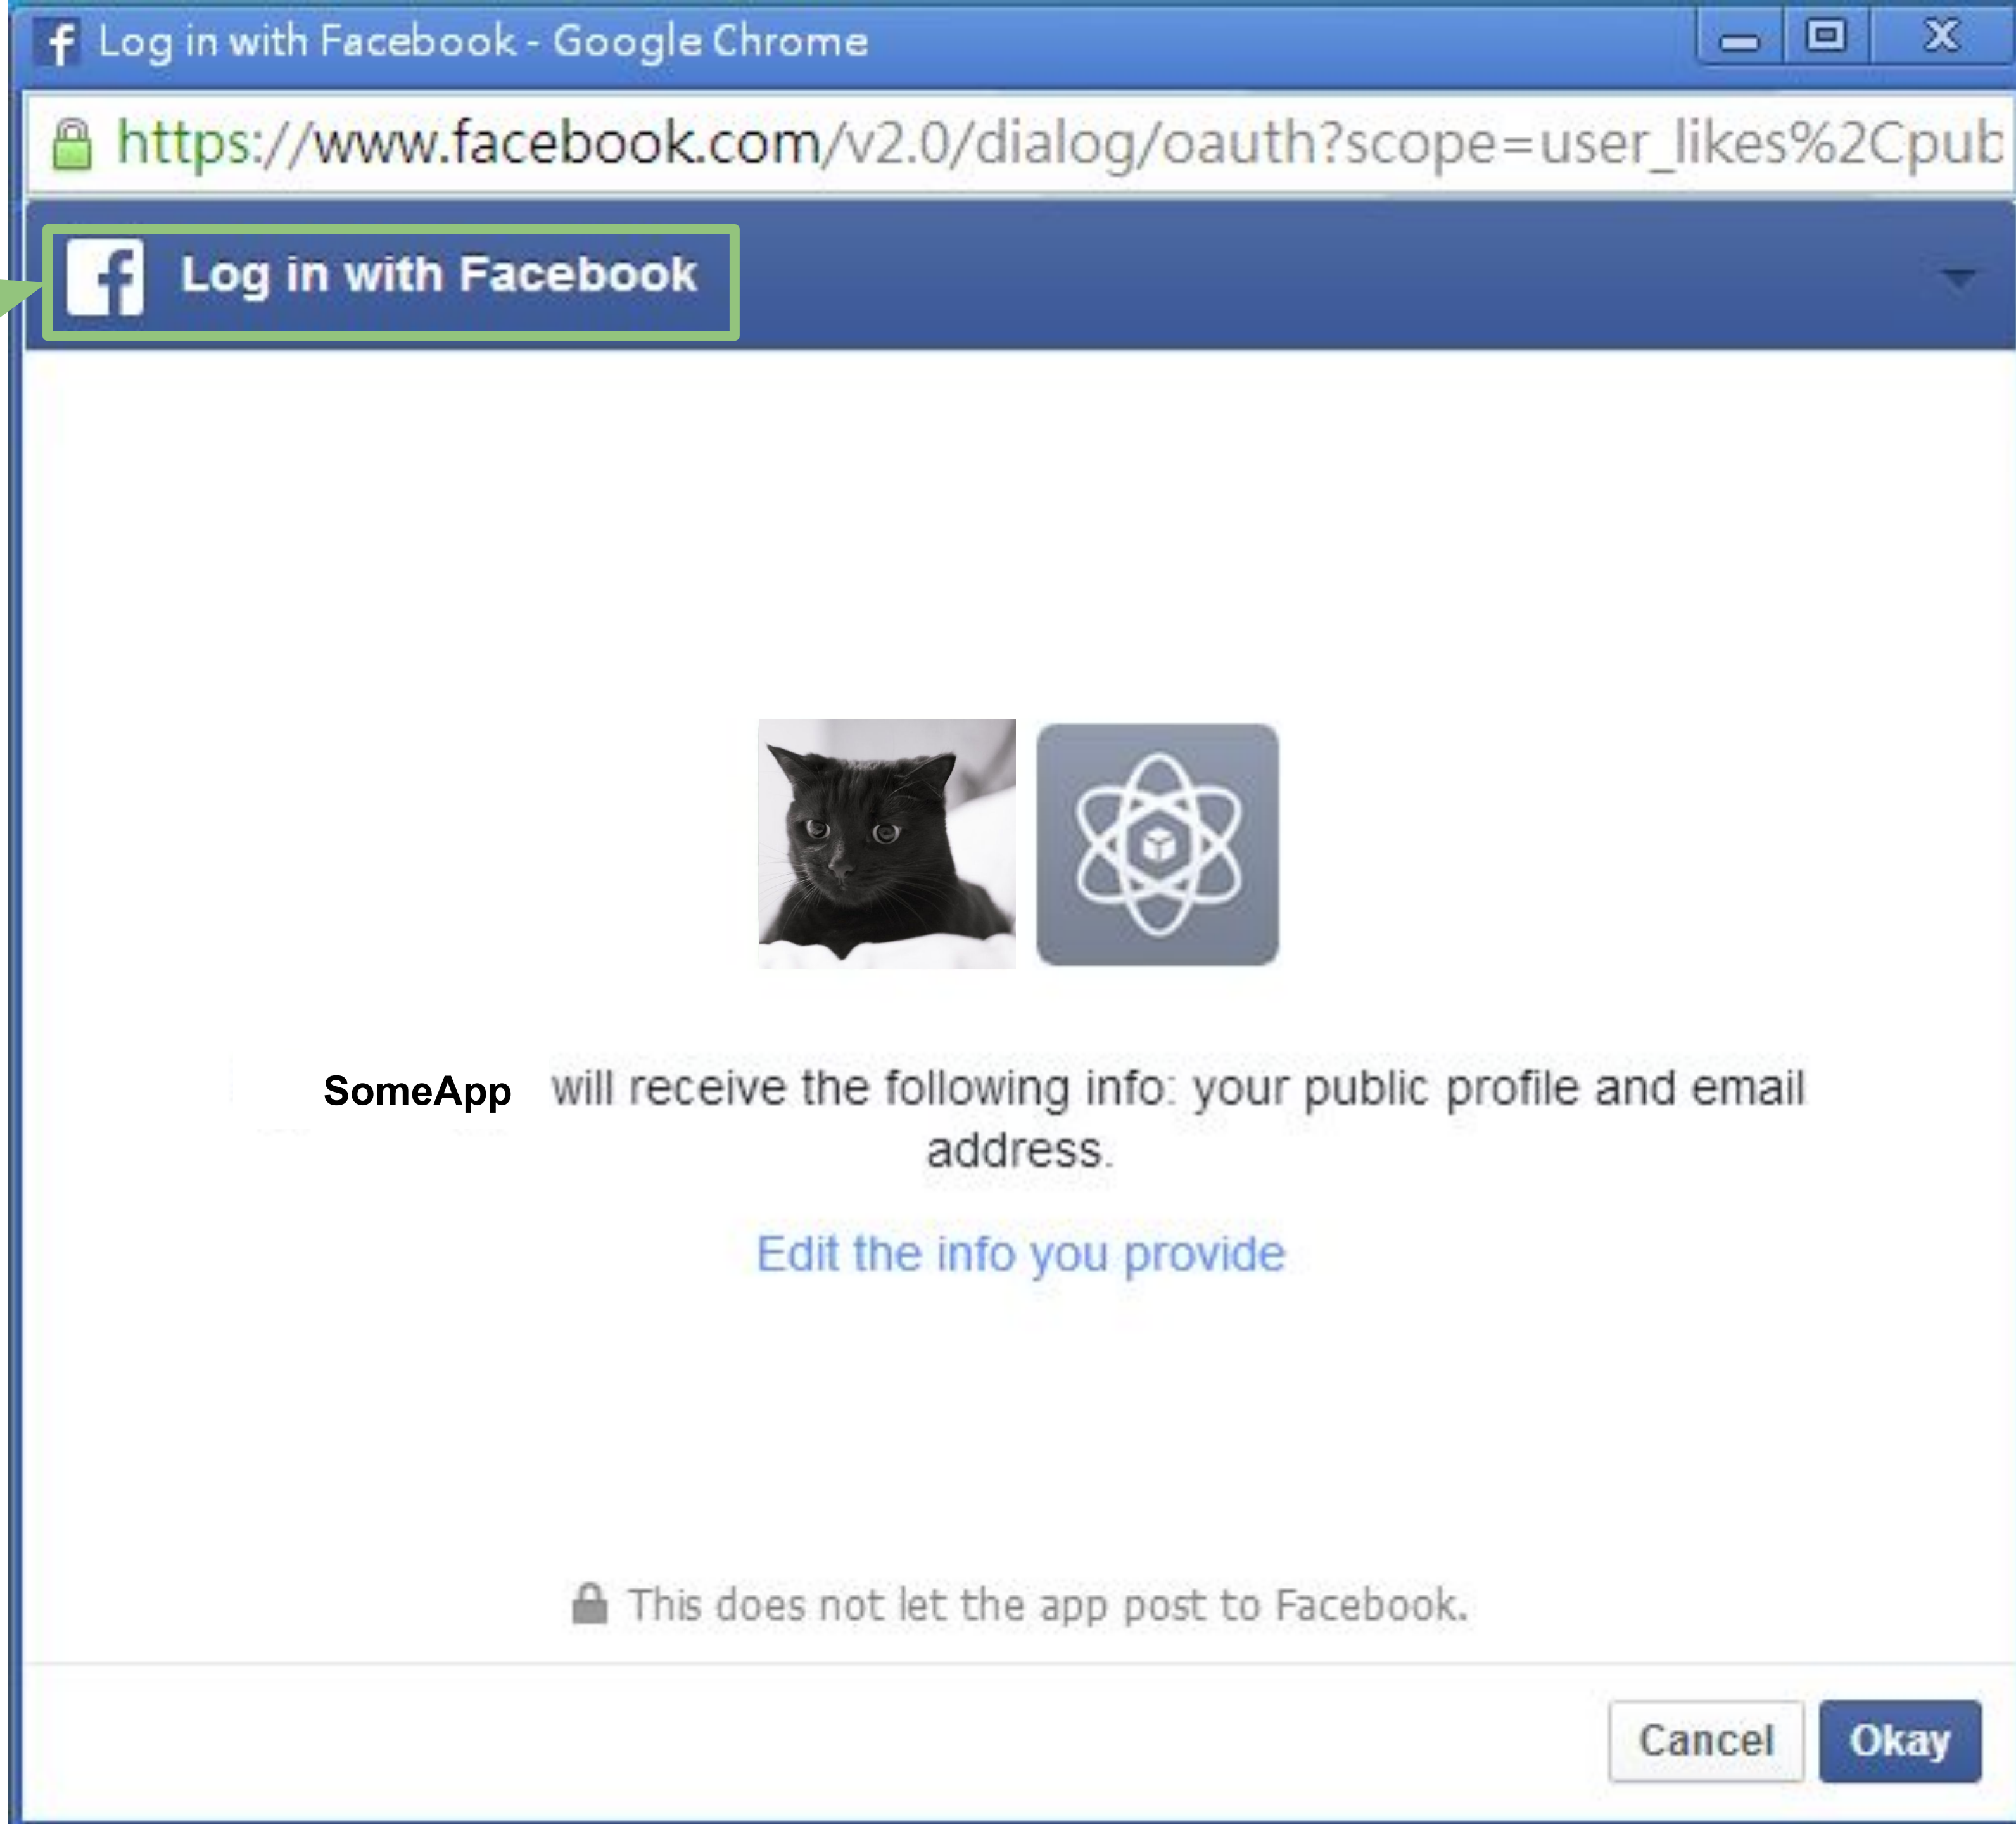 Log in with Facebook - Google Chrome
https://www.facebook.com/v2.0/dialog/oauth?scope=user_likes%2Cpub
Log in with Facebook
SomeApp will receive the following info: your public profile and email
address.
Edit the info you provide
This does not let the app post to Facebook.
Cancel Okay